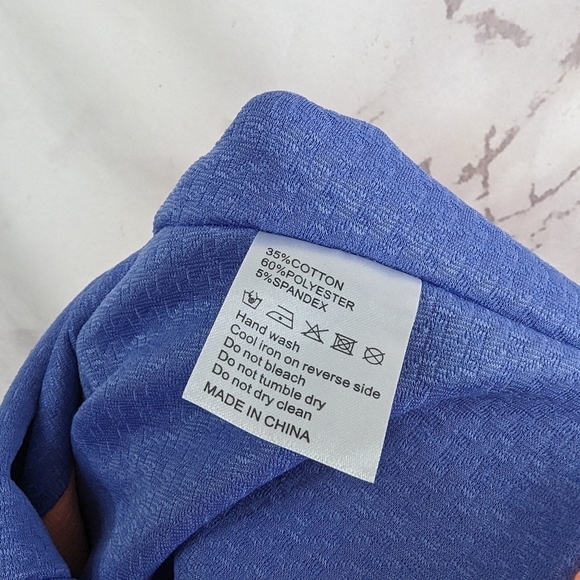 35%COTTON
60%POLYESTER
5%SPANDEX
Hand wash
Cool iron on reverse side
Do not bleach
Do not tumble dry
Do not dry clean
MADE IN CHINA